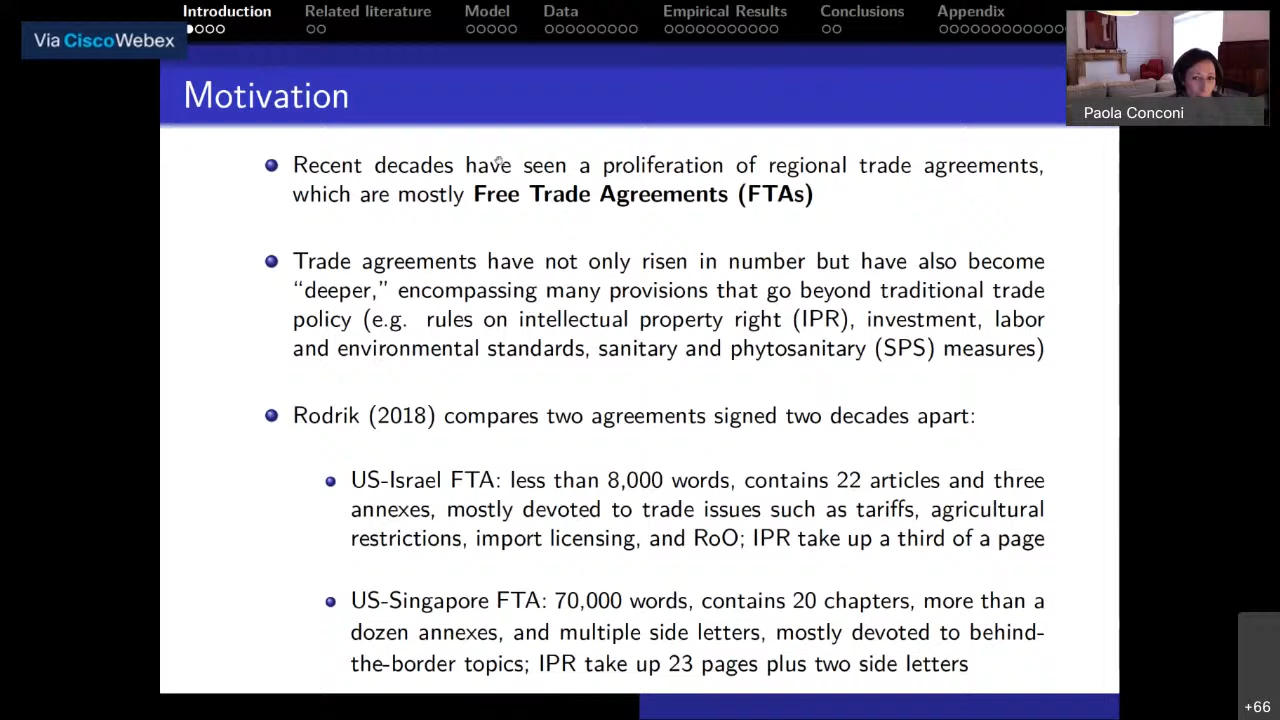 Introduction Related literature Model Data Empirical Results Conclusions Appendix
Via CiscoWebex
Paola Conconi
Motivation
Recent decades have seen a proliferation of regional trade agreements,
which are mostly Free Trade Agreements (FTAs)
Trade agreements have not only risen in number but have also become
“deeper,” encompassing many provisions that go beyond traditional trade
policy (e.g. rules on intellectual property right (IPR), investment, labor
and environmental standards, sanitary and phytosanitary (SPS) measures)
Rodrik (2018) compares two agreements signed two decades apart:
US-Israel FTA: less than 8,000 words, contains 22 articles and three
annexes, mostly devoted to trade issues such as tariffs, agricultural
restrictions, import licensing, and RoO; IPR take up a third of a page
US-Singapore FTA: 70,000 words, contains 20 chapters, more than a
dozen annexes, and multiple side letters, mostly devoted to behind-
the-border topics; IPR take up 23 pages plus two side letters
+66